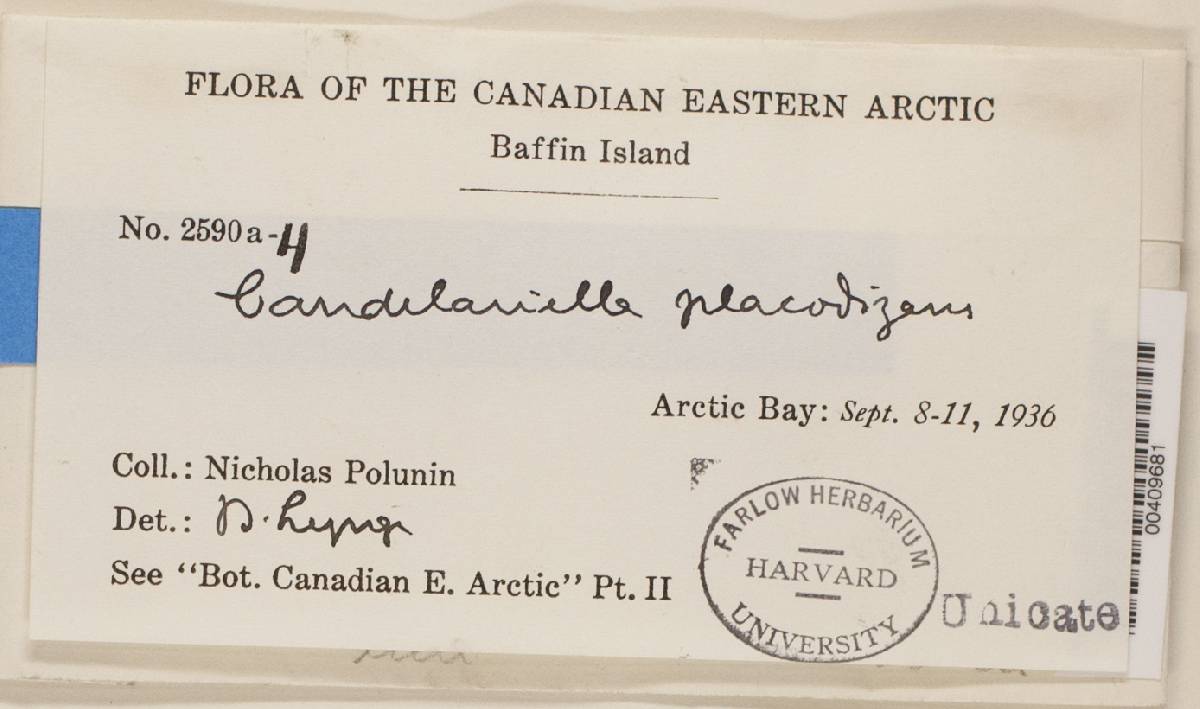 FLORA OF THE CANADIAN EASTERN ARCTIC
Baffin Island
No. 2590a-4
Candelariella placodizans
Arctic Bay: Sept. 8-11, 1936
Coll.: Nicholas Polunin
Det.: B. Lynge
See “Bot. Canadian E. Arctic” Pt. II
FARLOW HERBARIUM
HARVARD
UNIVERSITY
Unicate
00409681